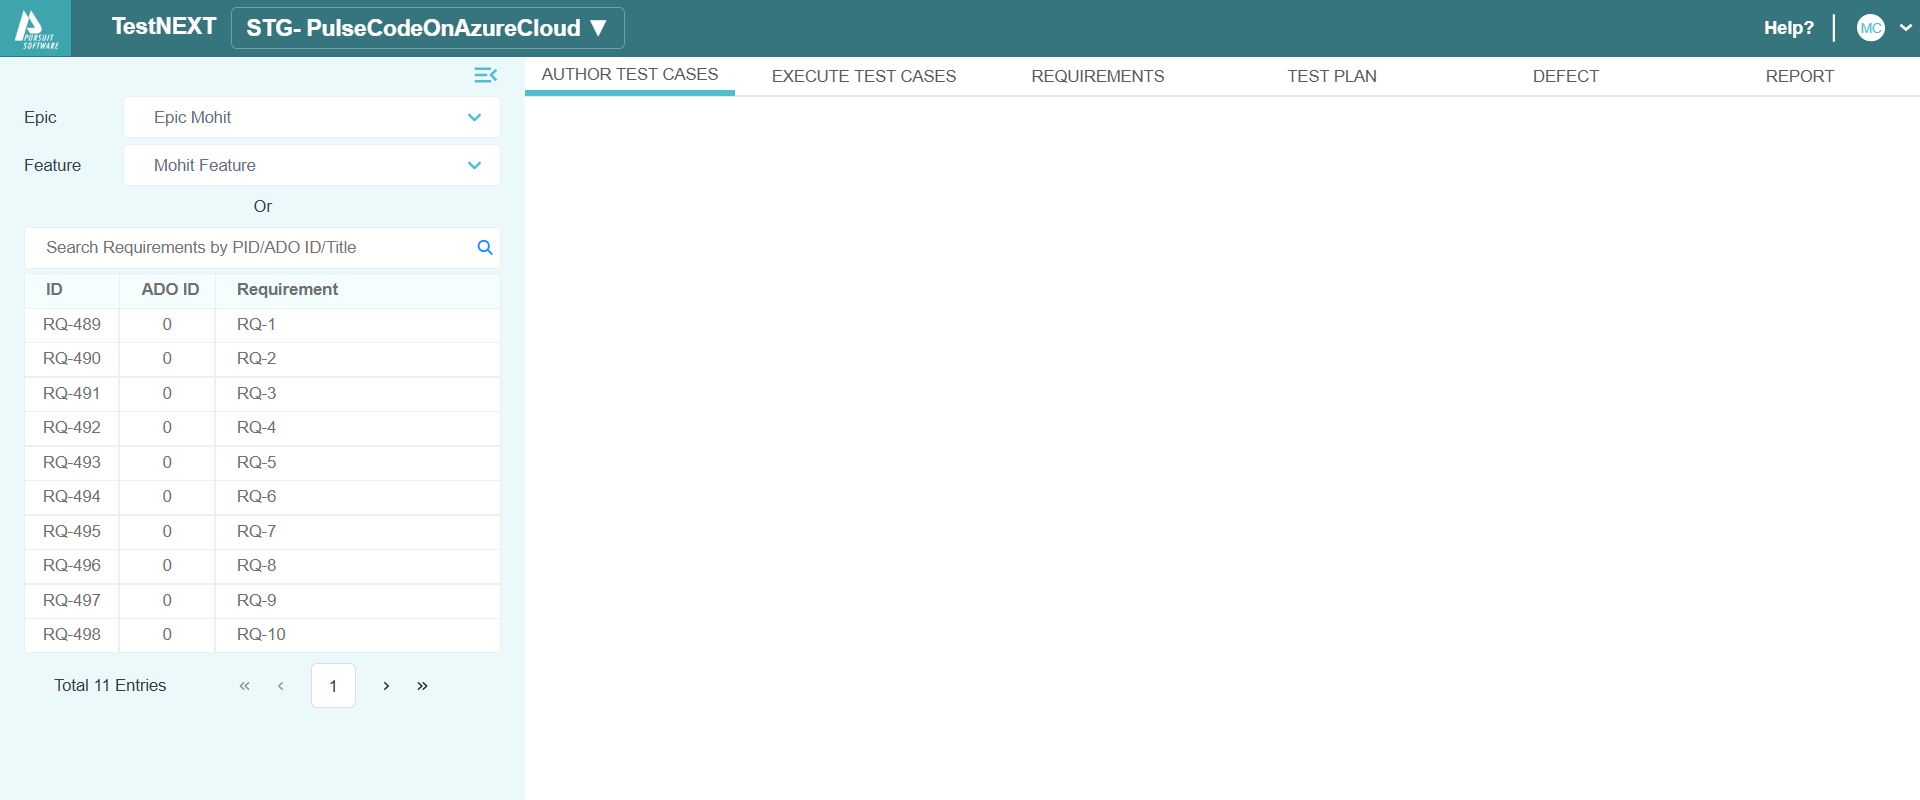 PURSUIT
SOFTWARE
TestNEXT
STG- PulseCodeOnAzureCloud ▼
Help?
MC
AUTHOR TEST CASES
EXECUTE TEST CASES
REQUIREMENTS
TEST PLAN
DEFECT
REPORT
Epic
Epic Mohit
Feature
Mohit Feature
Or
Search Requirements by PID/ADO ID/Title
ID ADO ID Requirement
RQ-489 0 RQ-1
RQ-490 0 RQ-2
RQ-491 0 RQ-3
RQ-492 0 RQ-4
RQ-493 0 RQ-5
RQ-494 0 RQ-6
RQ-495 0 RQ-7
RQ-496 0 RQ-8
RQ-497 0 RQ-9
RQ-498 0 RQ-10
Total 11 Entries « ‹ 1 › »